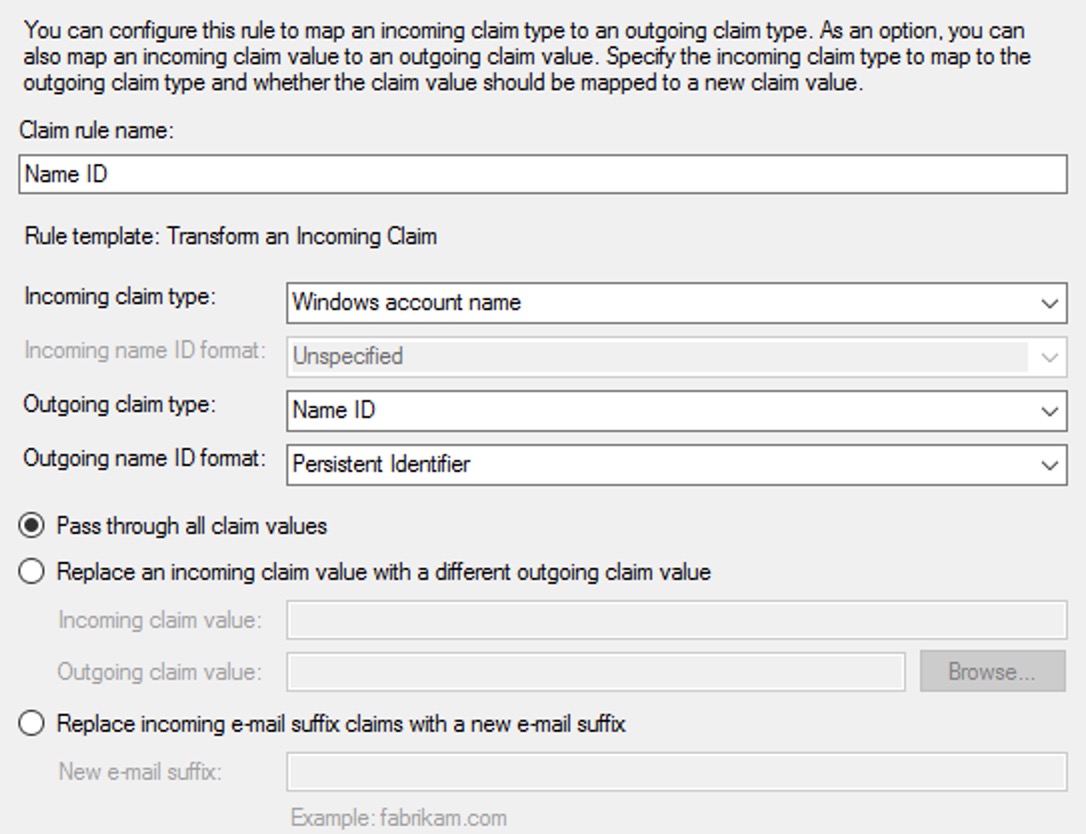 You can configure this rule to map an incoming claim type to an outgoing claim type. As an option, you can
also map an incoming claim value to an outgoing claim value. Specify the incoming claim type to map to the
outgoing claim type and whether the claim value should be mapped to a new claim value.
Claim rule name:
Name ID
Rule template: Transform an Incoming Claim
Incoming claim type: Windows account name
Incoming name ID format: Unspecified
Outgoing claim type: Name ID
Outgoing name ID format: Persistent Identifier
Pass through all claim values
Replace an incoming claim value with a different outgoing claim value
Incoming claim value:
Outgoing claim value: Browse...
Replace incoming e-mail suffix claims with a new e-mail suffix
New e-mail suffix:
Example: fabrikam.com